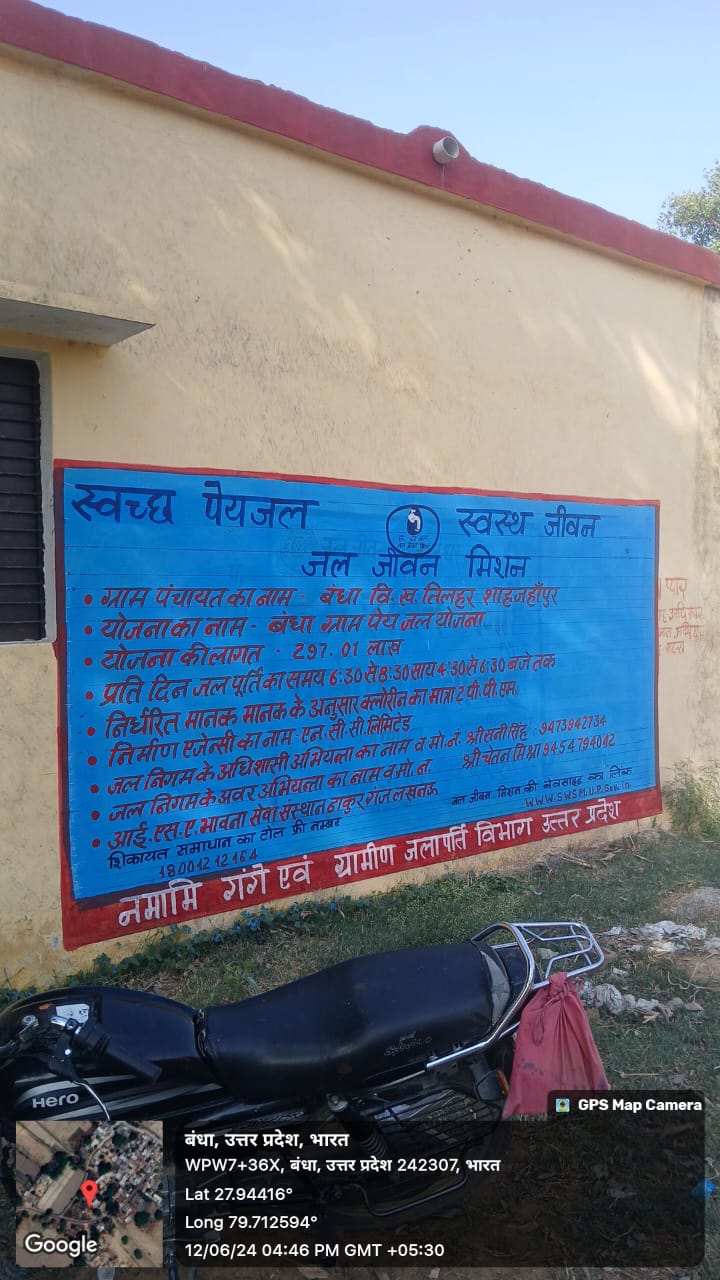 स्वच्छ पेयजल स्वस्थ जीवन
जल जीवन मिशन
• ग्राम पंचायत का नाम - बंधा वि. ख. तिलहर शाहजहाँपुर
• योजना का नाम - बंधा ग्राम पेय जल योजना
• योजना की लागत - 297.01 लाख
• प्रति दिन जल पूर्ति का समय 6:30 से 8:30 साय 4:30 से 6:30 बजे तक
• निर्धरित मानक मानक के अनुसार क्लोरीन का मात्रा 2 पी. पी. एम.
• निमीण एजेन्सी का नाम- एन. सी. सी लिमिटेड
• जल निगम के अधिशासी अभियन्ता का नाम व मो. नं. श्री सनी सिंह : 9473942734
• जल निगम के अवर अभियन्ता का नाम व मो. न. श्री चेतन मिश्रा 9454794042
• आई. एस. ए. भावना सेवा संस्थान ठाकुर गंज लखनऊ
जल जीवन मिशन की वेवसाइट का लिंक
शिकायत समाधान का टोल फ्री नम्बर
WWW.SWSM.U.P.Gov.in.
18001212164
नमामि गंगे एवं ग्रामीण जलापर्ति विभाग उत्तर प्रदेश
प्यार
Hero
GPS Map Camera
बंधा, उत्तर प्रदेश, भारत
WPW7+36X, बंधा, उत्तर प्रदेश 242307, भारत
Lat 27.94416°
Long 79.712594°
12/06/24 04:46 PM GMT +05:30
Google